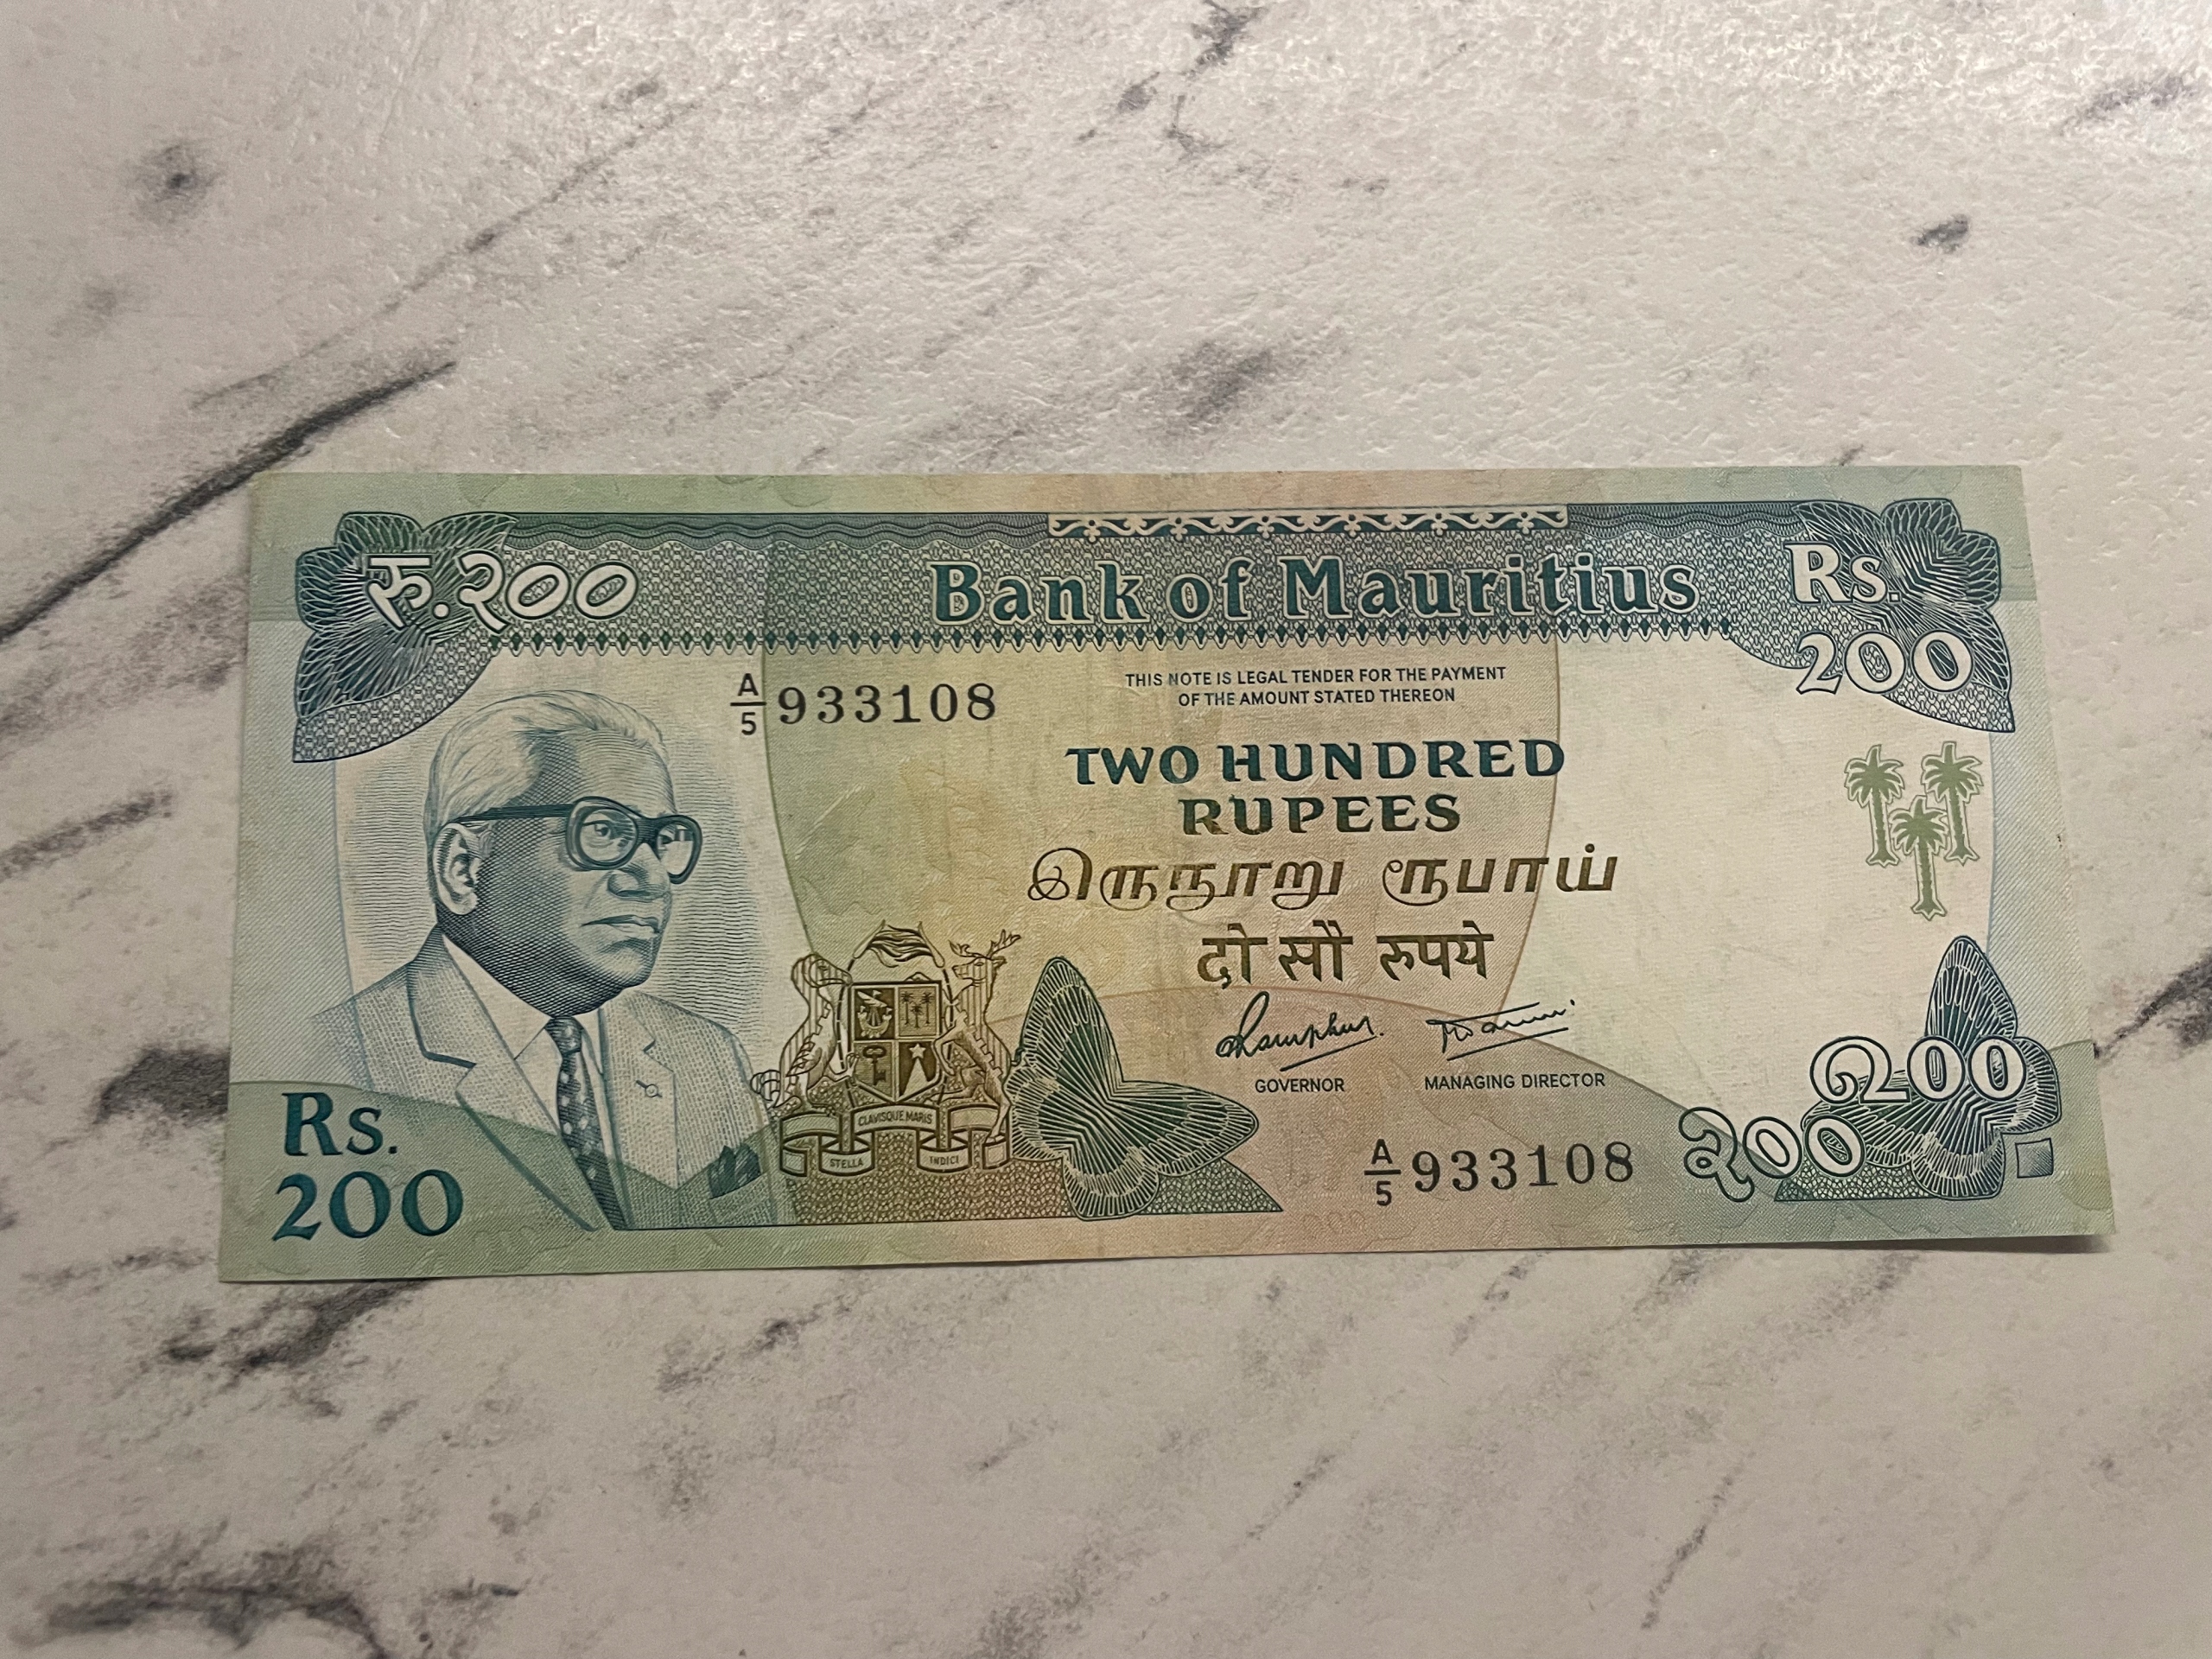 रु.२००
Bank of Mauritius
Rs.
200
A/5 933108
THIS NOTE IS LEGAL TENDER FOR THE PAYMENT
OF THE AMOUNT STATED THEREON
TWO HUNDRED
RUPEES
இருநூறு ரூபாய்
दो सौ रुपये
GOVERNOR
MANAGING DIRECTOR
CLAVISQUE MARIS
STELLA
INDICI
Rs.
200
A/5 933108
२००
௨00